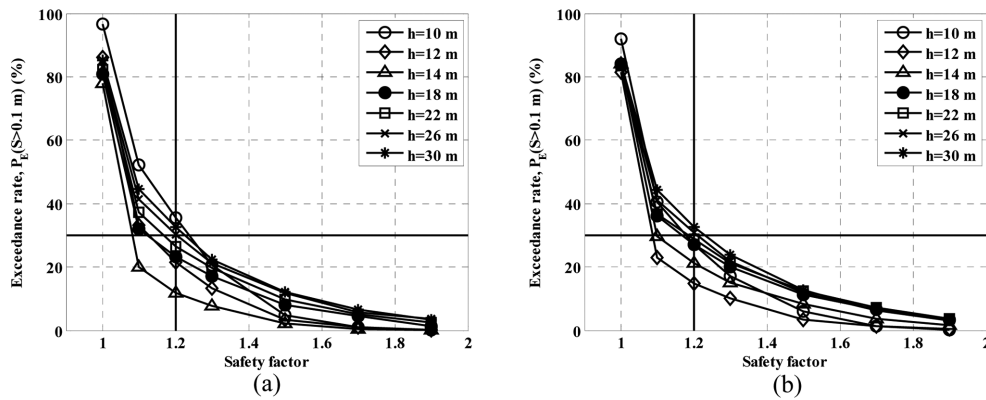 Exceedance rate, P_E(S>0.1 m) (%)
100
80
60
40
20
0
1 1.2 1.4 1.6 1.8 2
Safety factor
h=10 m
h=12 m
h=14 m
h=18 m
h=22 m
h=26 m
h=30 m
(a)
Exceedance rate, P_E(S>0.1 m) (%)
100
80
60
40
20
0
1 1.2 1.4 1.6 1.8 2
Safety factor
h=10 m
h=12 m
h=14 m
h=18 m
h=22 m
h=26 m
h=30 m
(b)